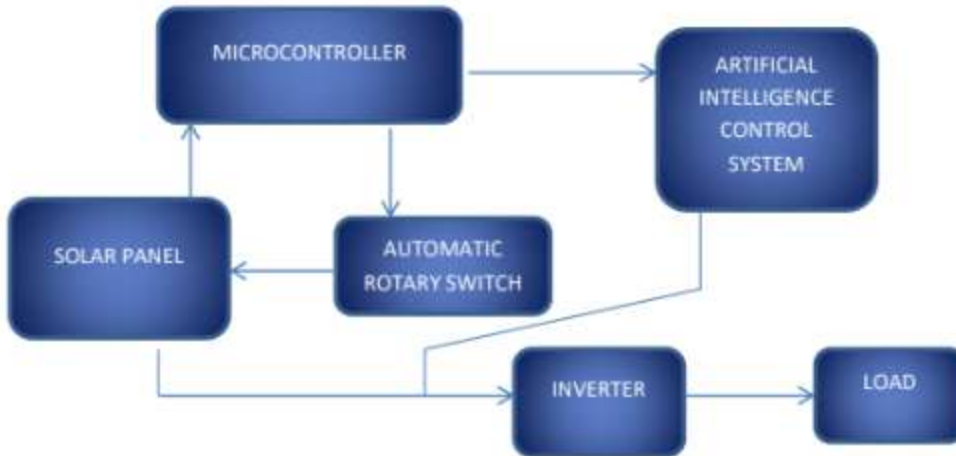 MICROCONTROLLER
ARTIFICIAL
INTELLIGENCE
CONTROL
SYSTEM
SOLAR PANEL
AUTOMATIC
ROTARY SWITCH
INVERTER
LOAD